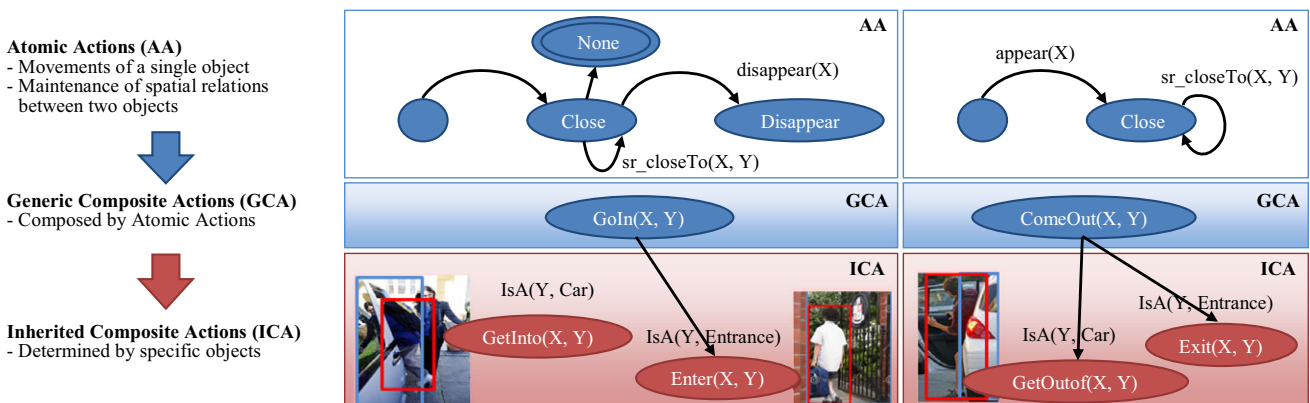 Atomic Actions (AA)
- Movements of a single object
- Maintenance of spatial relations
between two objects
Generic Composite Actions (GCA)
- Composed by Atomic Actions
Inherited Composite Actions (ICA)
- Determined by specific objects
AA
None
disappear(X)
Close
Disappear
sr_closeTo(X, Y)
GCA
GoIn(X, Y)
ICA
IsA(Y, Car)
GetInto(X, Y)
IsA(Y, Entrance)
Enter(X, Y)
AA
appear(X)
sr_closeTo(X, Y)
Close
GCA
ComeOut(X, Y)
ICA
IsA(Y, Entrance)
IsA(Y, Car)
Exit(X, Y)
GetOutof(X, Y)